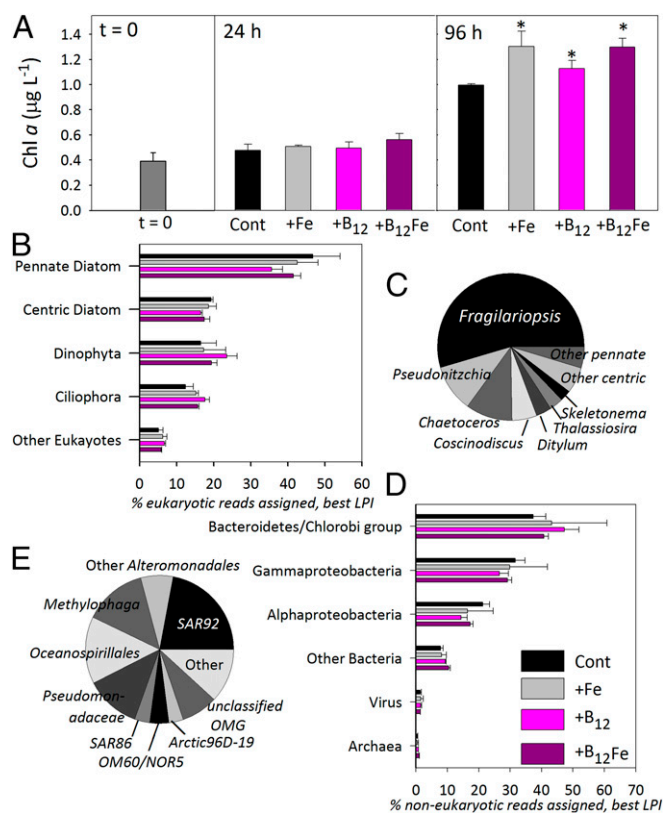 A
t = 0
24 h
96 h
Chl a (µg L-1)
1.4
1.2
1.0
0.8
0.6
0.4
0.2
0.0
*
*
*
t = 0
Cont
+Fe
+B12
+B12Fe
Cont
+Fe
+B12
+B12Fe
B
Pennate Diatom
Centric Diatom
Dinophyta
Ciliophora
Other Eukayotes
0 10 20 30 40 50 60
% eukaryotic reads assigned, best LPI
C
Fragilariopsis
Pseudonitzchia
Chaetoceros
Coscinodiscus
Ditylum
Thalassiosira
Skeletonema
Other centric
Other pennate
D
Bacteroidetes/Chlorobi group
Gammaproteobacteria
Alphaproteobacteria
Other Bacteria
Virus
Archaea
Cont
+Fe
+B12
+B12Fe
0 10 20 30 40 50 60 70
% non-eukaryotic reads assigned, best LPI
E
Other Alteromonadales
Methylophaga
SAR92
Oceanospirillales
Other
Pseudomon-
adaceae
unclassified
OMG
SAR86
Arctic96D-19
OM60/NOR5